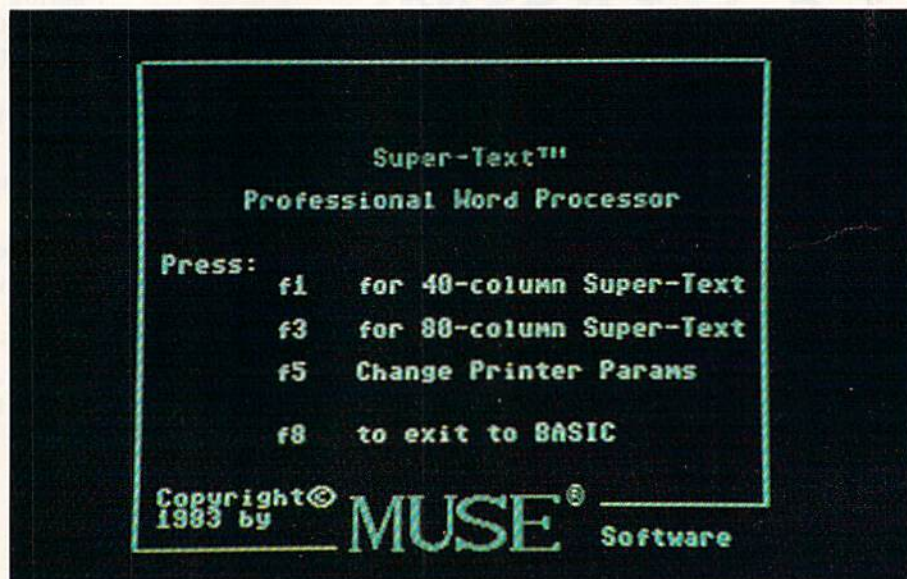 Super-Text™
Professional Word Processor
Press:
f1 for 40-column Super-Text
f3 for 80-column Super-Text
f5 Change Printer Params
f8 to exit to BASIC
Copyright©
1983 by
MUSE®
Software